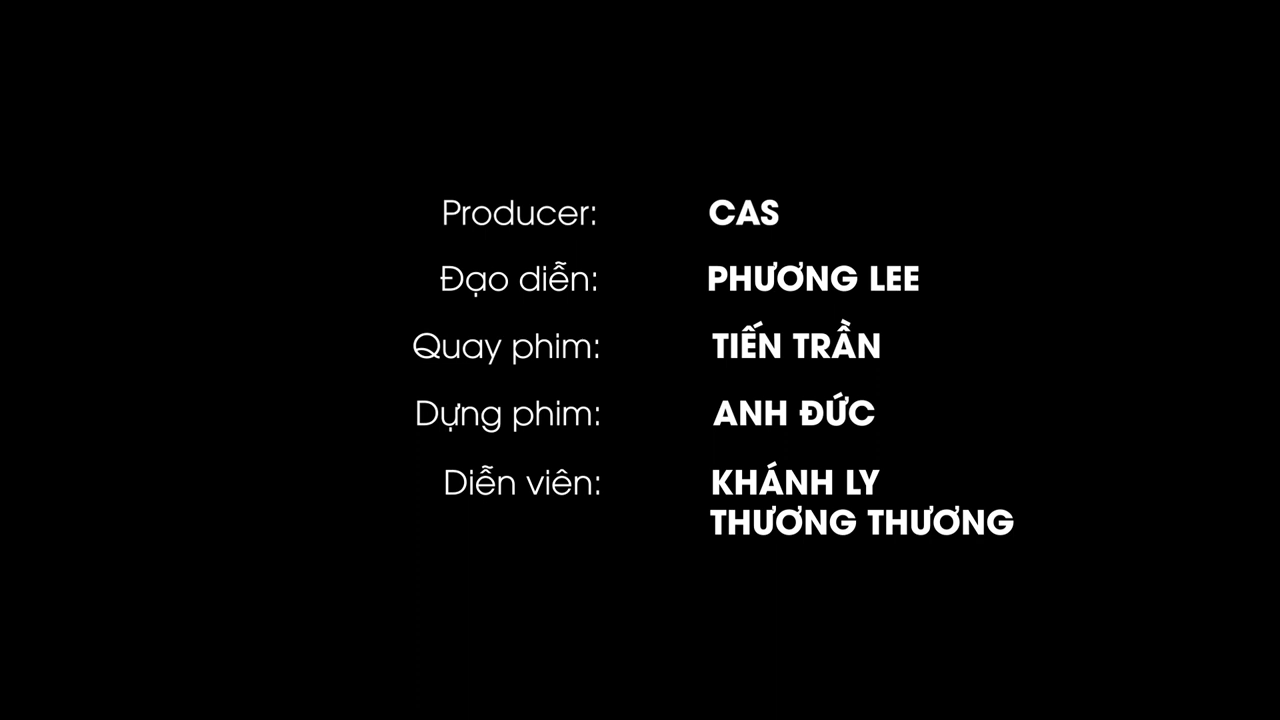 Producer: CAS
Đạo diễn: PHƯƠNG LEE
Quay phim: TIẾN TRẦN
Dựng phim: ANH ĐỨC
Diễn viên: KHÁNH LY
THƯƠNG THƯƠNG